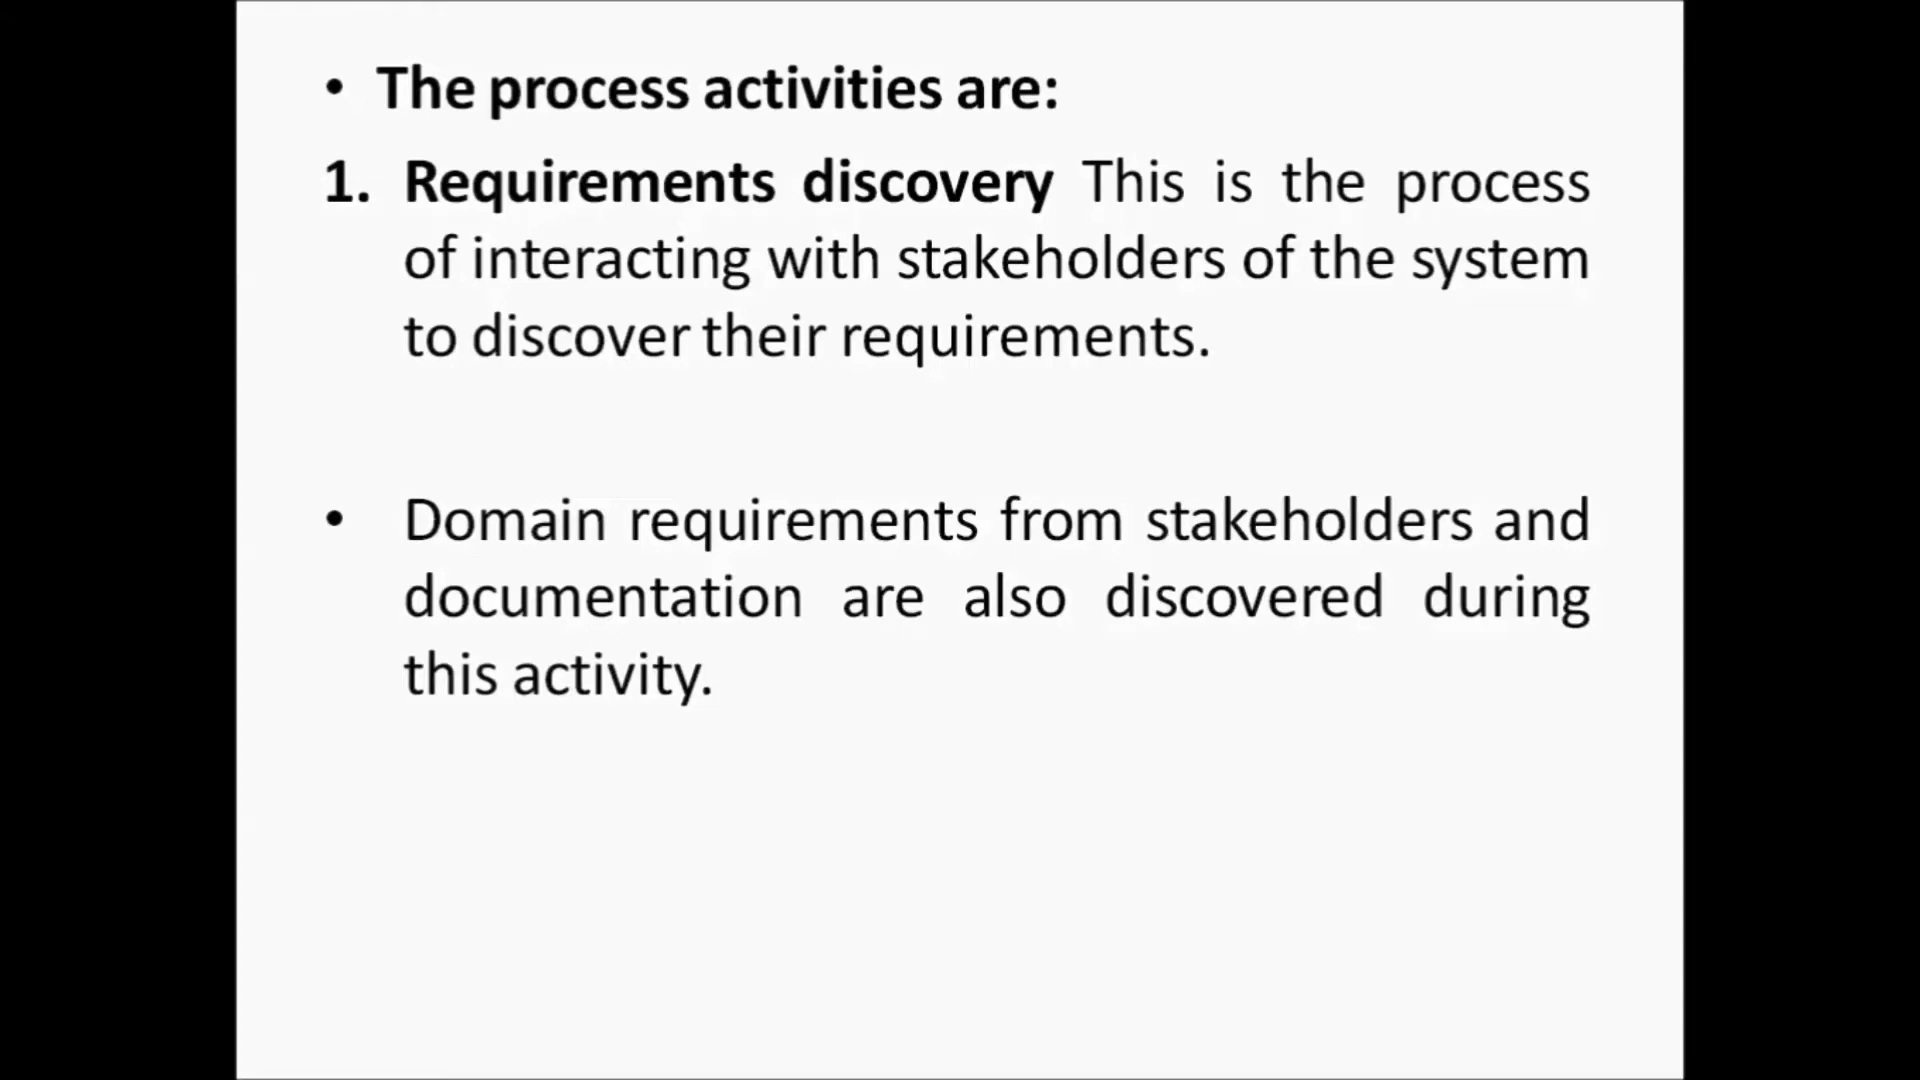 • The process activities are:
1. Requirements discovery This is the process
of interacting with stakeholders of the system
to discover their requirements.
• Domain requirements from stakeholders and
documentation are also discovered during
this activity.